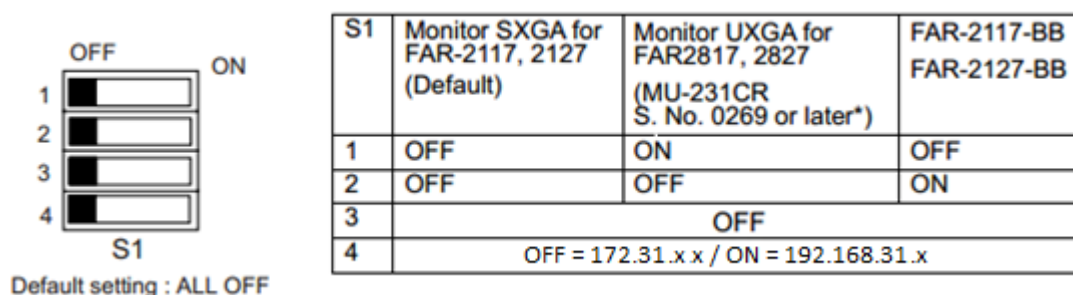 OFF
ON
1
2
3
4
S1
Default setting : ALL OFF
S1
Monitor SXGA for
FAR-2117, 2127
(Default)
Monitor UXGA for
FAR2817, 2827
(MU-231CR
S. No. 0269 or later*)
FAR-2117-BB
FAR-2127-BB
1 OFF ON OFF
2 OFF OFF ON
3 OFF
4 OFF = 172.31.x x / ON = 192.168.31.x